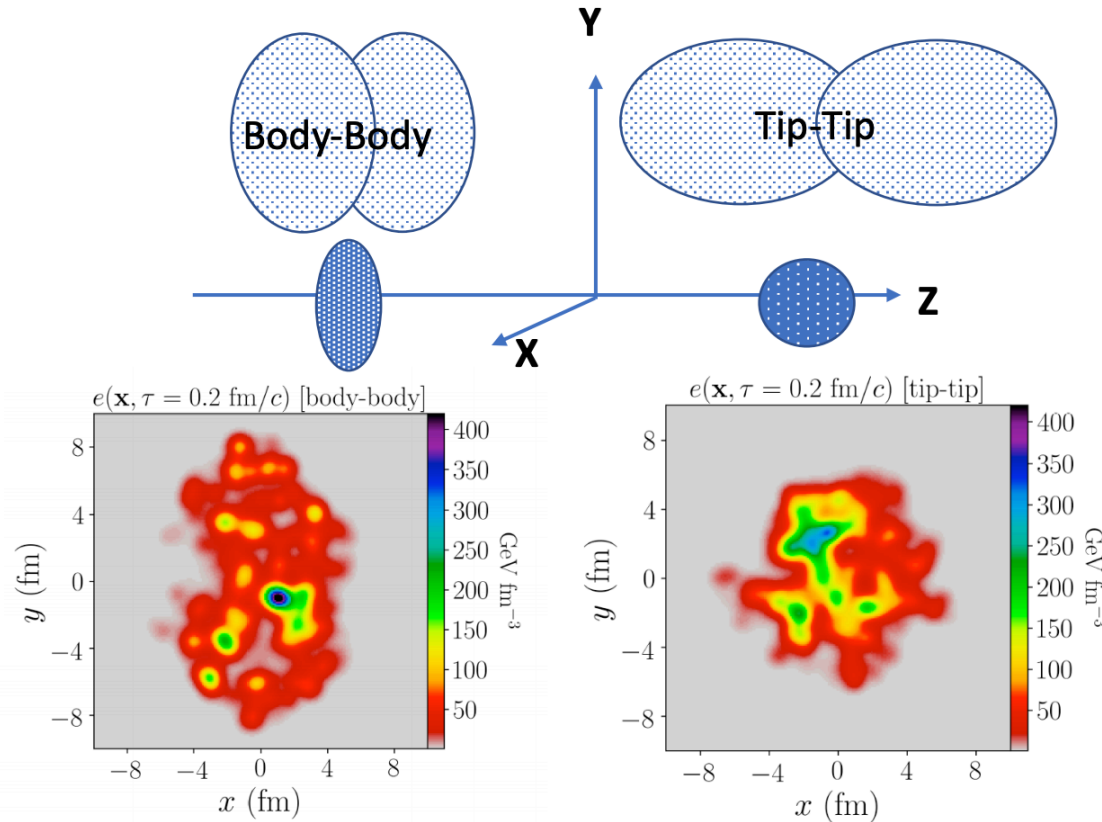 Y
Body-Body
Tip-Tip
Z
X
e(x, τ = 0.2 fm/c) [body-body]
e(x, τ = 0.2 fm/c) [tip-tip]
8
4
0
−4
−8
y (fm)
−8
−4
0
4
8
x (fm)
400
350
300
250
200
150
100
50
GeV fm⁻³
8
4
0
−4
−8
y (fm)
−8
−4
0
4
8
x (fm)
400
350
300
250
200
150
100
50
GeV fm⁻³